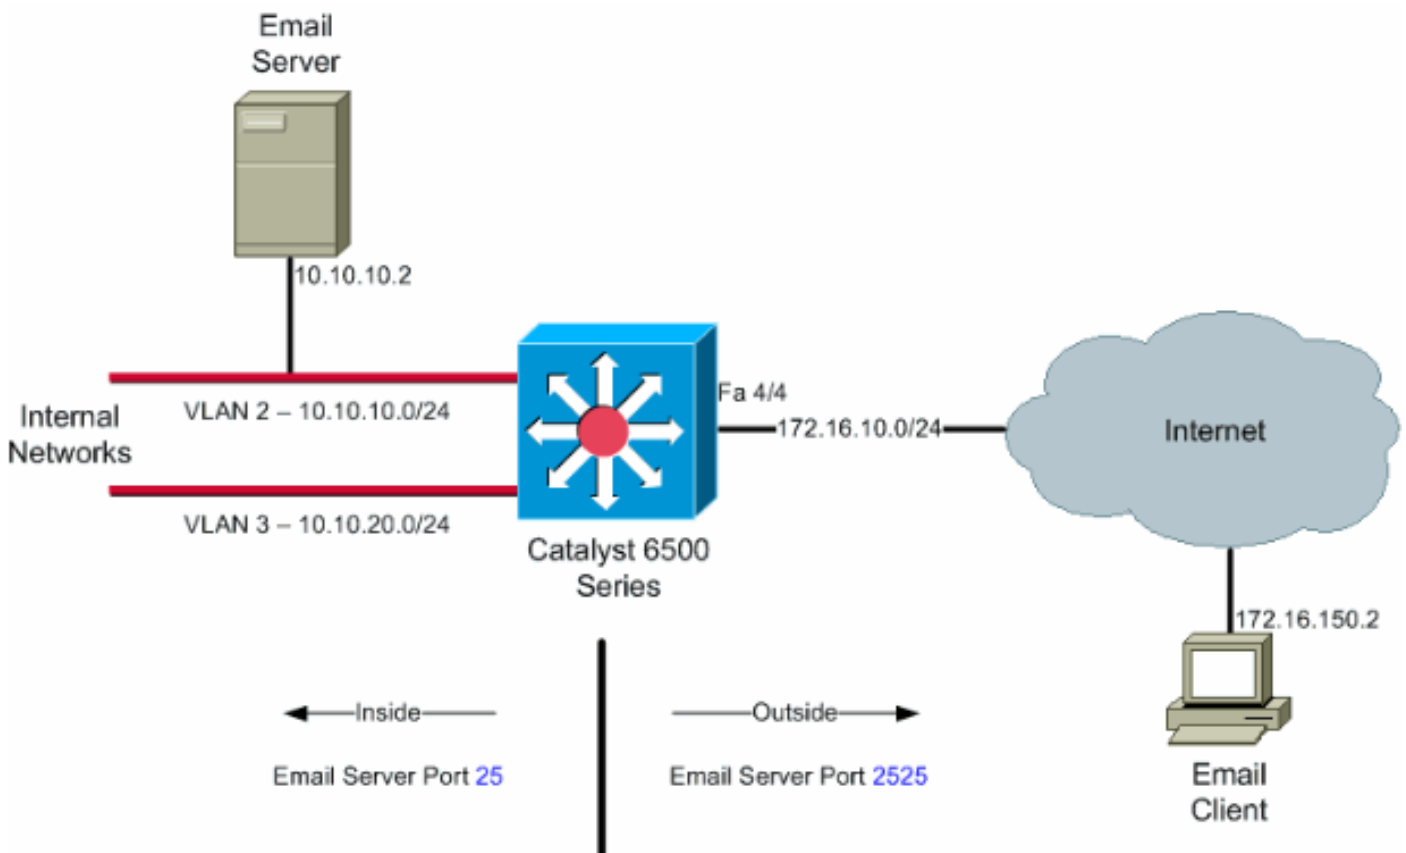 Email
Server
10.10.10.2
Internal
Networks
VLAN 2 – 10.10.10.0/24
VLAN 3 – 10.10.20.0/24
Fa 4/4
172.16.10.0/24
Internet
Catalyst 6500
Series
172.16.150.2
Email
Client
Inside
Outside
Email Server Port 25
Email Server Port 2525